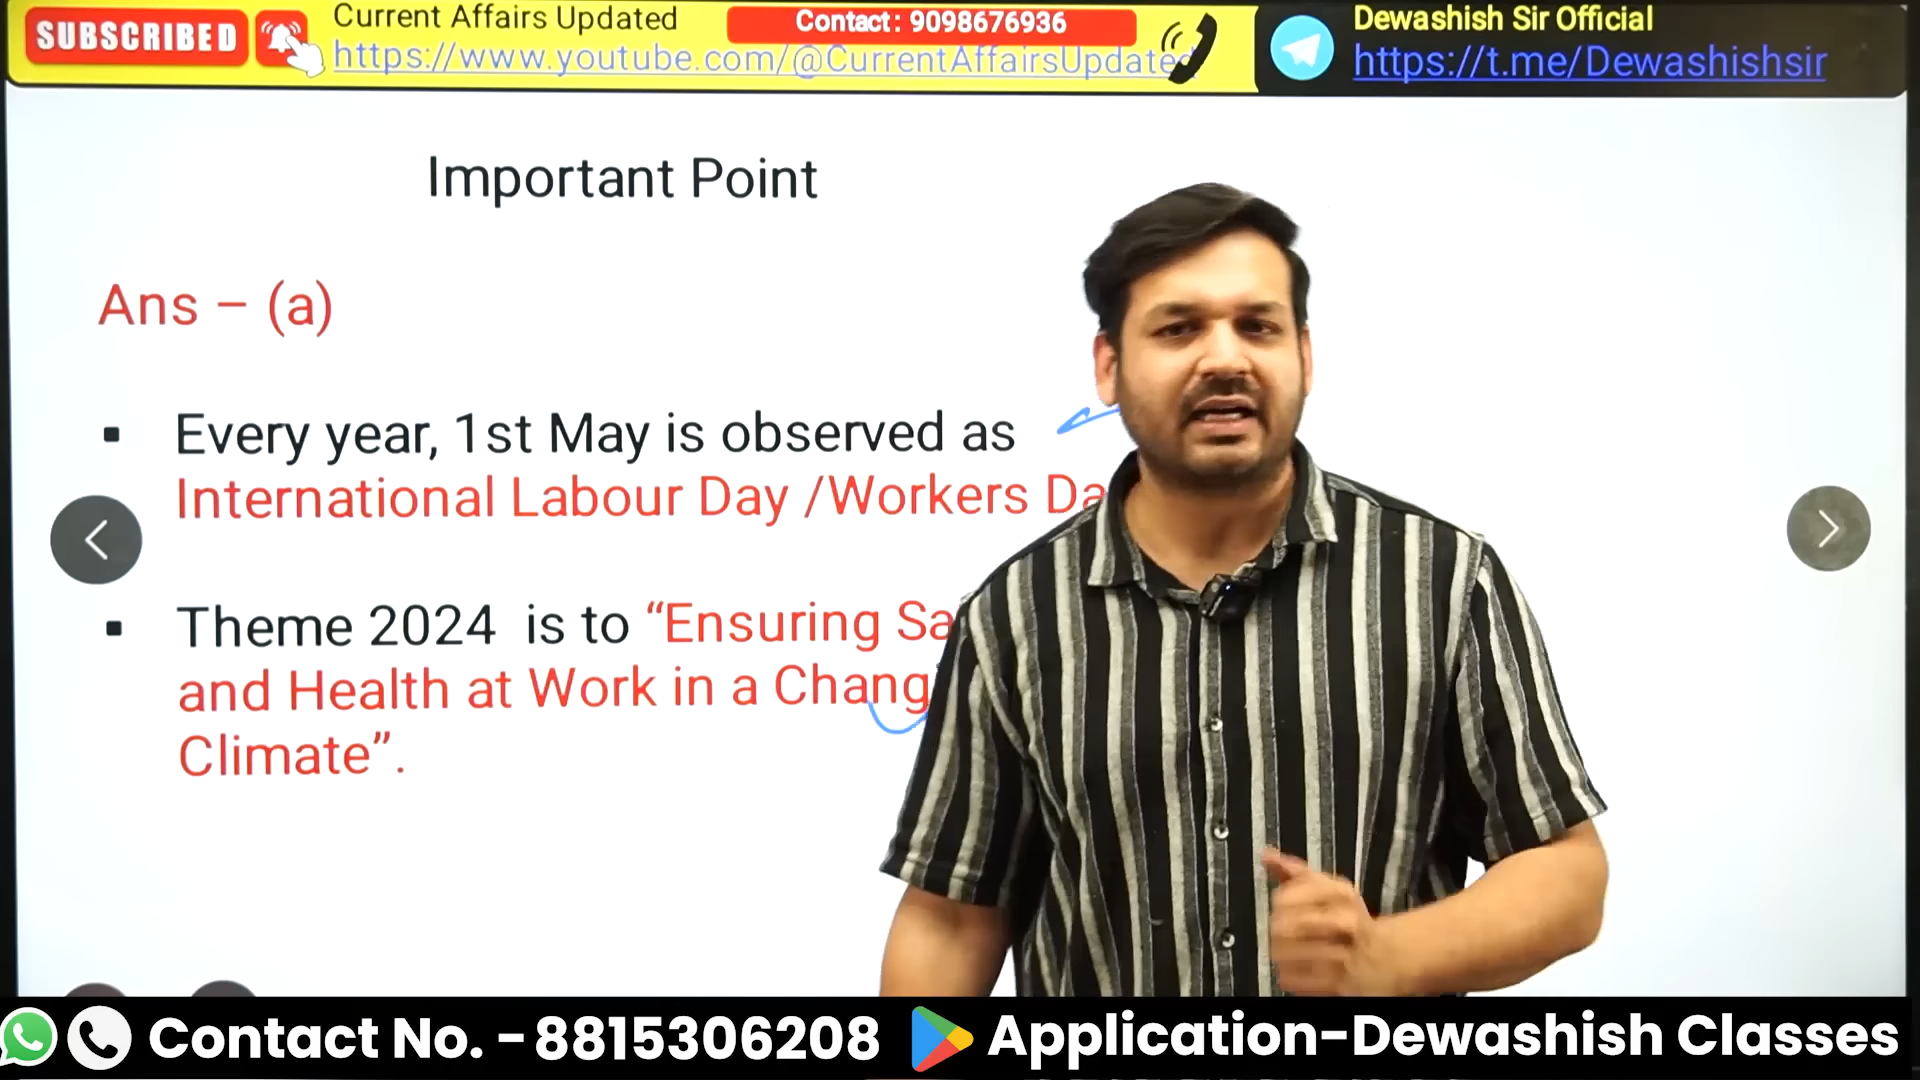 SUBSCRIBED
Current Affairs Updated
https://www.youtube.com/@CurrentAffairsUpdated
Contact: 9098676936
Dewashish Sir Official
https://t.me/Dewashishsir
Important Point
Ans – (a)
Every year, 1st May is observed as
International Labour Day /Workers Da
Theme 2024 is to “Ensuring Sa
and Health at Work in a Chang
Climate”.
Contact No. - 8815306208
Application-Dewashish Classes